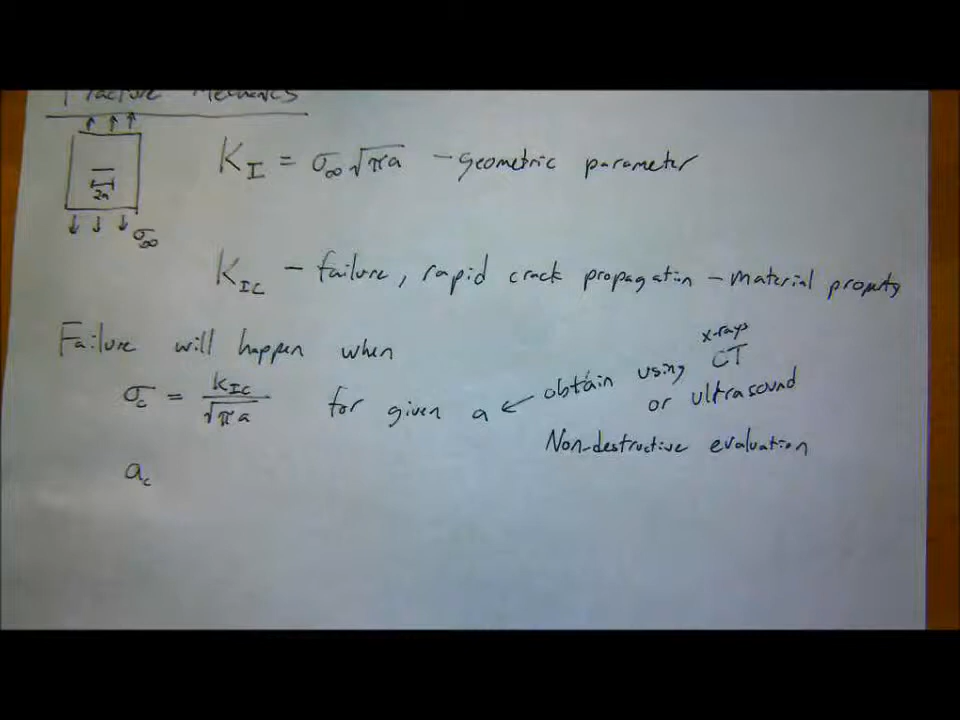 Fracture Mechanics
2a
σ∞
K_I = σ∞ √πa - geometric parameter
K_IC - failure, rapid crack propagation - material property
Failure will happen when
x-rays
σc = K_IC / √πa for given a ← obtain using CT
or ultrasound
Non-destructive evaluation
a_c